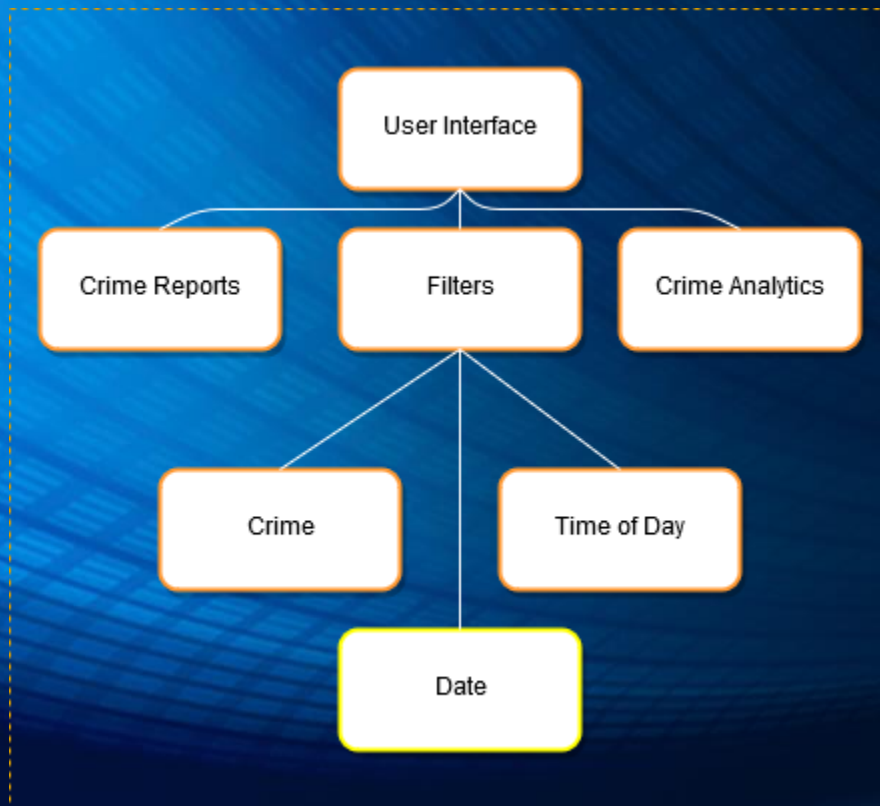 User Interface
Crime Reports
Filters
Crime Analytics
Crime
Time of Day
Date